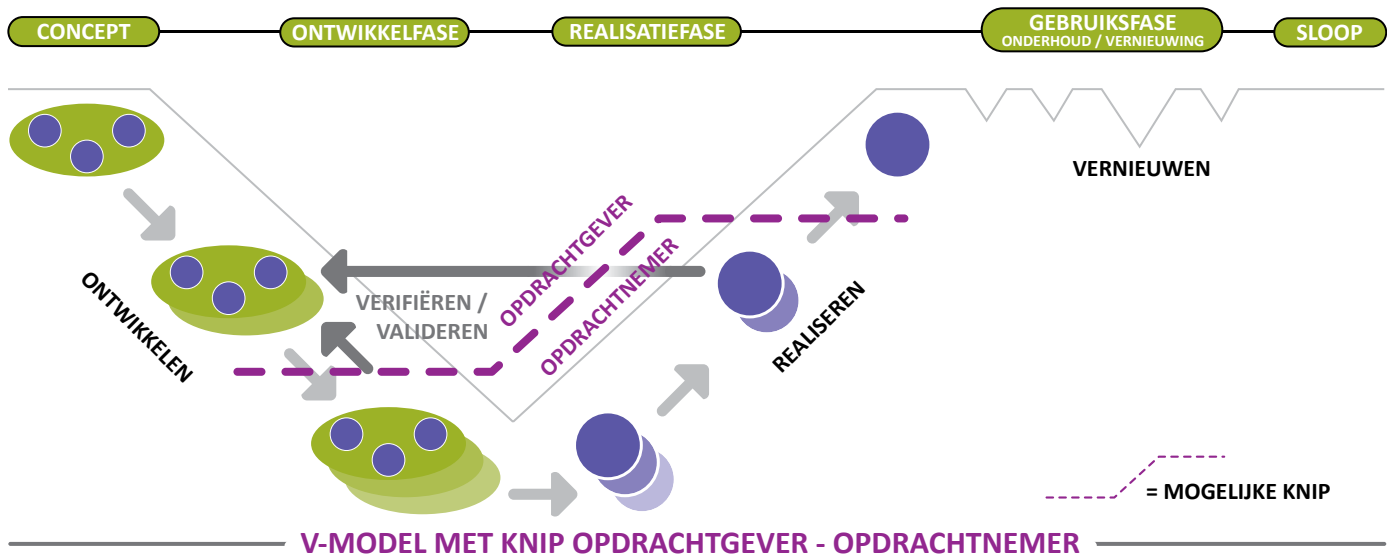 CONCEPT
ONTWIKKELFASE
REALISATIEFASE
GEBRUIKSFASE
ONDERHOUD / VERNIEUWING
SLOOP
VERNIEUWEN
OPDRACHTGEVER
OPDRACHTNEMER
ONTWIKKELEN
VERIFIËREN /
VALIDEREN
REALISEREN
= MOGELIJKE KNIP
V-MODEL MET KNIP OPDRACHTGEVER - OPDRACHTNEMER